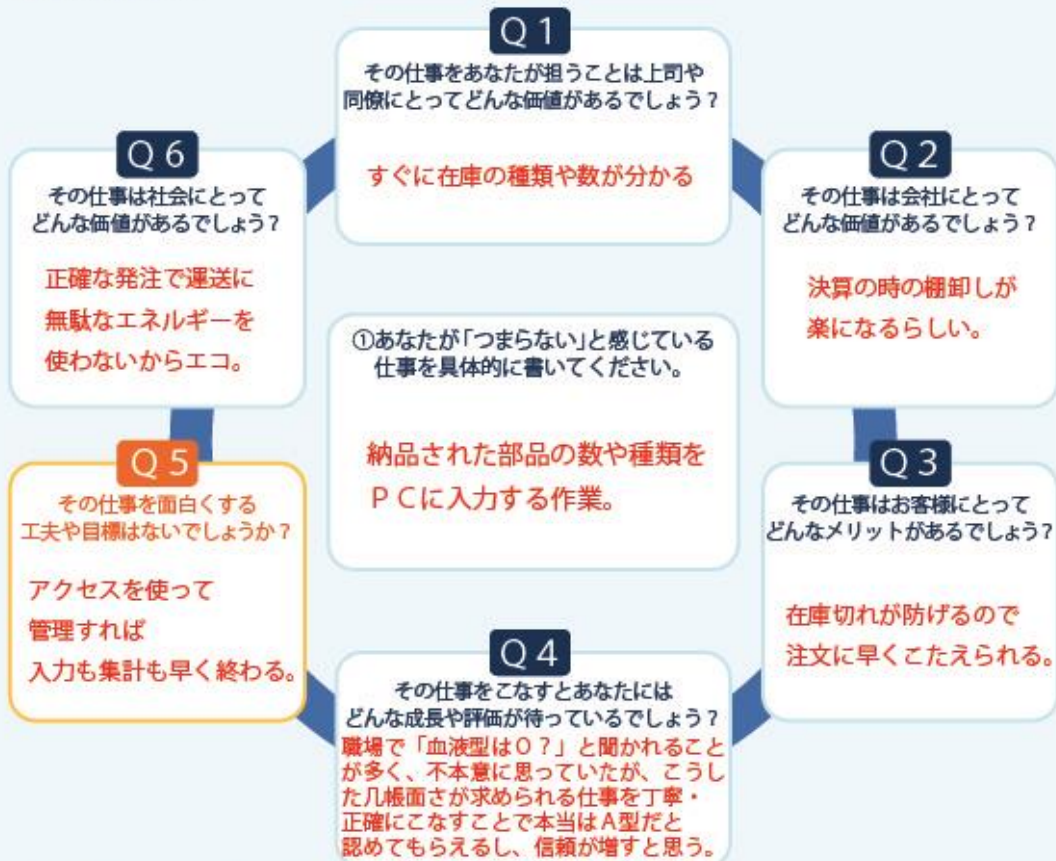 Q1
その仕事をあなたが担うことは上司や
同僚にとってどんな価値があるでしょう？
すぐに在庫の種類や数が分かる
Q2
その仕事は会社にとって
どんな価値があるでしょう？
決算の時の棚卸しが
楽になるらしい。
Q3
その仕事はお客様にとって
どんなメリットがあるでしょう？
在庫切れが防げるので
注文に早くこたえられる。
Q4
その仕事をこなすとあなたには
どんな成長や評価が待っているでしょう？
職場で「血液型はO？」と聞かれること
が多く、不本意に思っていたが、こうし
た几帳面さが求められる仕事を丁寧・
正確にこなすことで本当はA型だと
認めてもらえるし、信頼が増すと思う。
Q5
その仕事を面白くする
工夫や目標はないでしょうか？
アクセスを使って
管理すれば
入力も集計も早く終わる。
Q6
その仕事は社会にとって
どんな価値があるでしょう？
正確な発注で運送に
無駄なエネルギーを
使わないからエコ。
①あなたが「つまらない」と感じている
仕事を具体的に書いてください。
納品された部品の数や種類を
ＰＣに入力する作業。